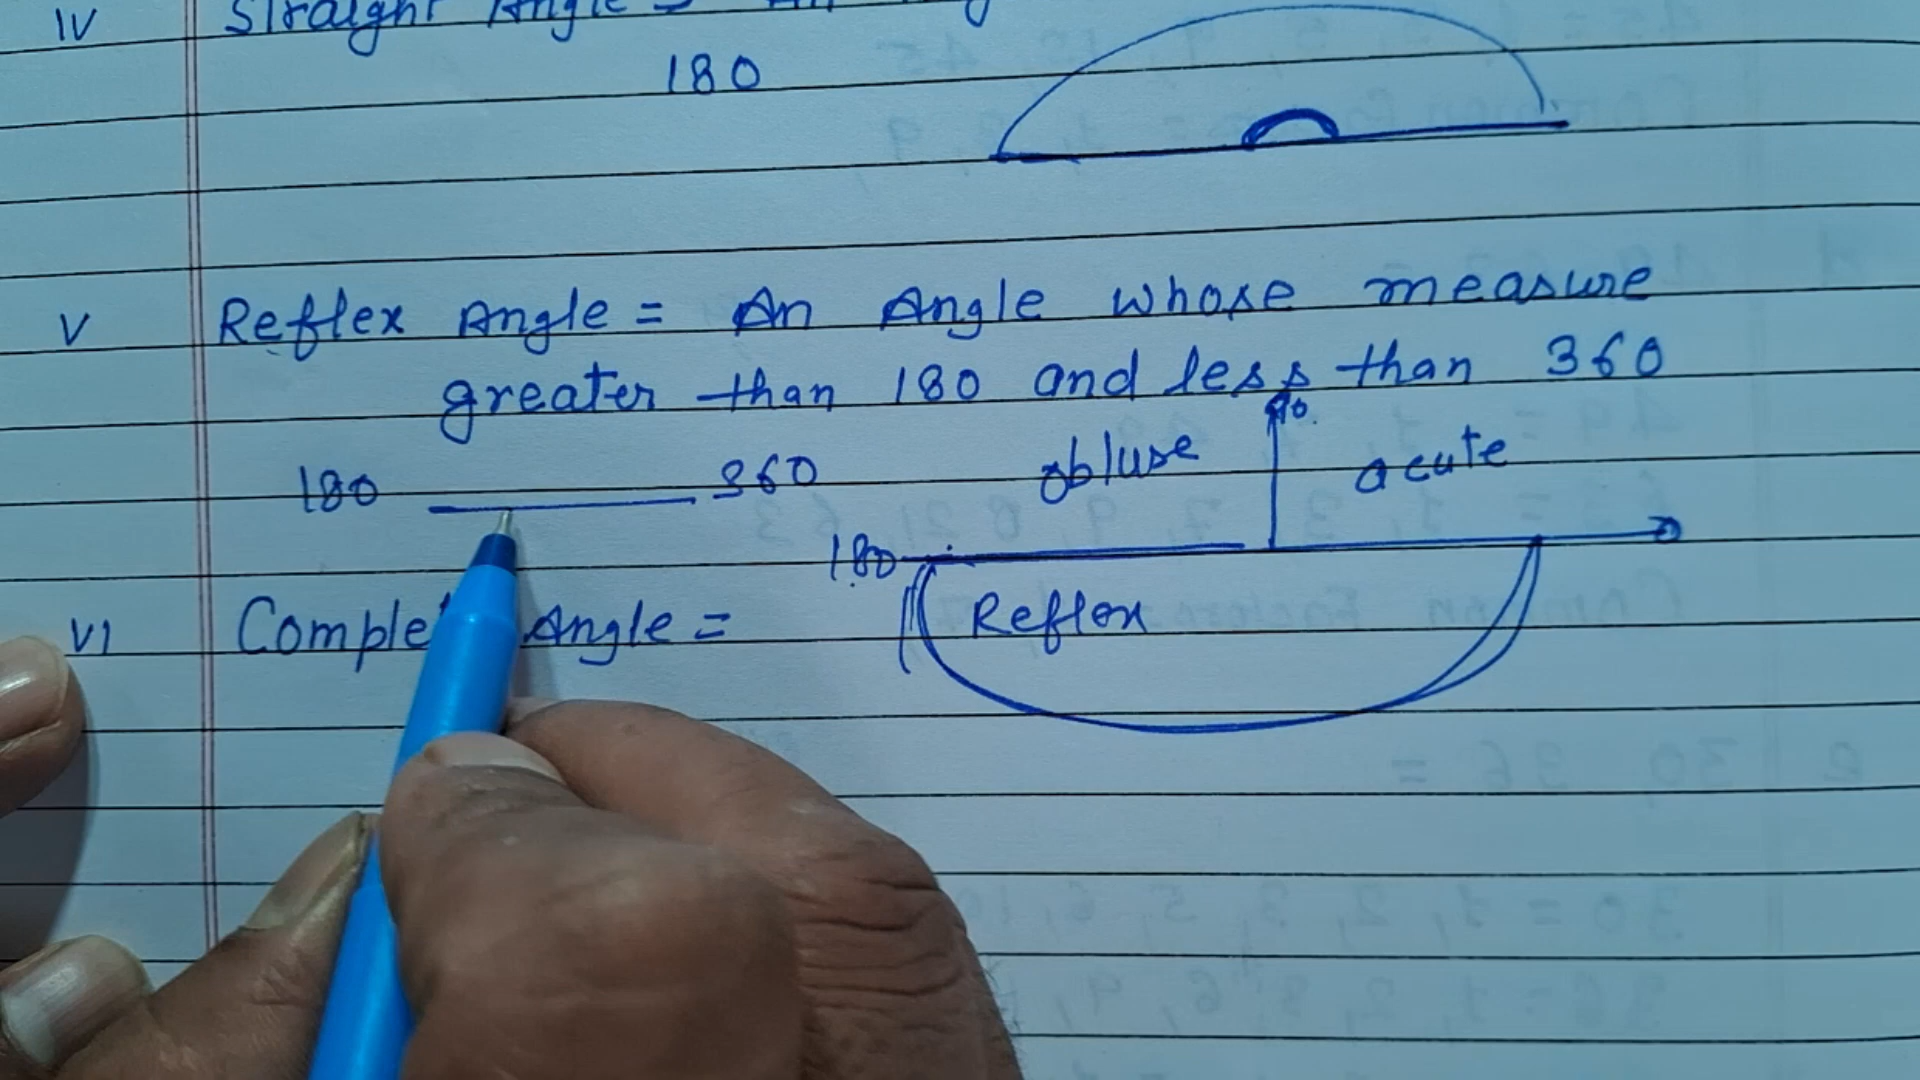 IV Straight Angle =
180
V Reflex Angle = An Angle whose measure
greater than 180 and less than 360
90
180 360 obluse acute
180
VI Comple Angle = Reflex